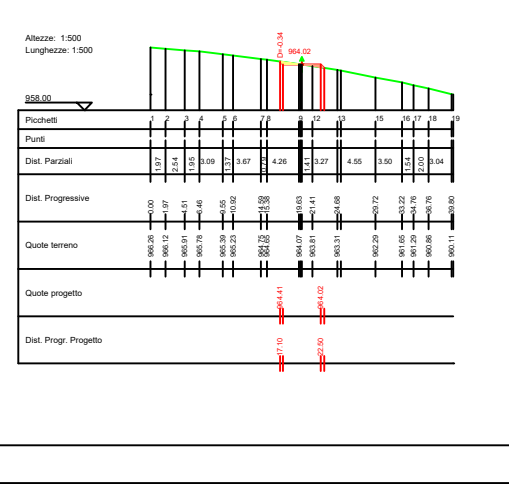 Altezze: 1:500
Lunghezze: 1:500
D=-0.34
964.02
958.00
Picchetti 1 2 3 4 5 6 7 8 9 12 13 15 16 17 18 19
Punti
Dist. Parziali 1.97 2.54 1.95 3.09 1.37 3.67 0.79 4.26 1.41 3.27 4.55 3.50 1.54 2.00 3.04
Dist. Progressive 0.00 1.97 4.51 6.46 9.55 10.92 14.59 15.38 19.63 21.41 24.68 29.72 33.22 34.76 36.76 39.80
Quote terreno 966.26 966.12 965.91 965.78 965.39 965.23 964.75 964.65 964.07 963.81 963.31 962.29 961.65 961.29 960.86 960.11
Quote progetto 964.41 964.02
Dist. Progr. Progetto 17.10 22.50